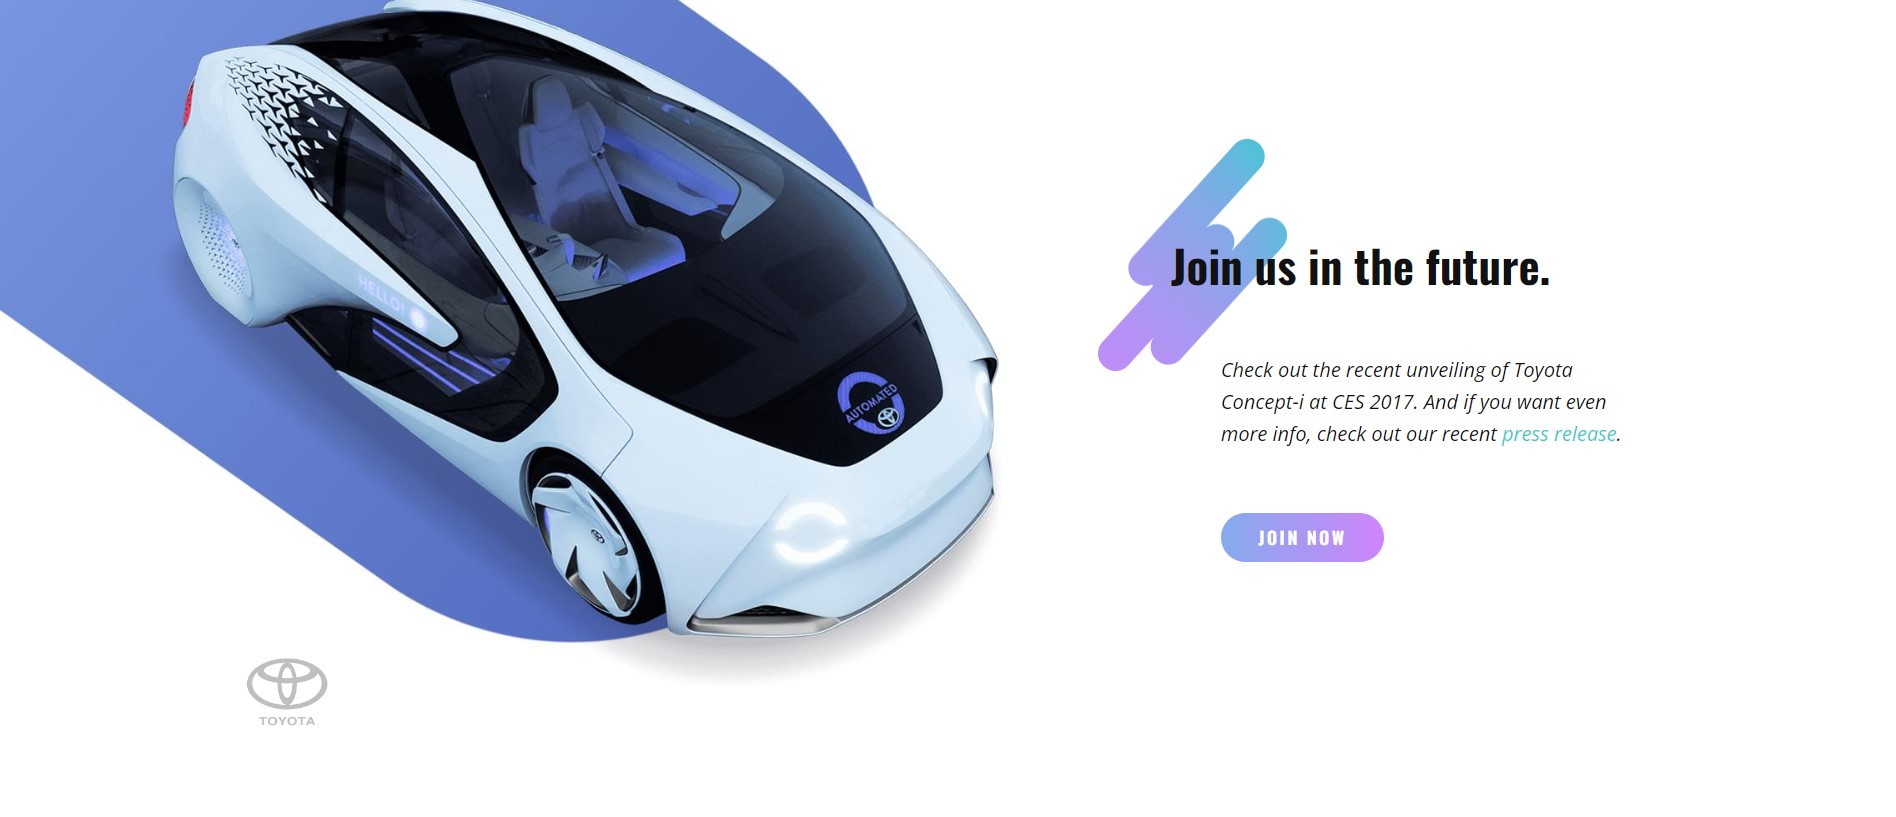 HELLO!
AUTOMATED
Join us in the future.
Check out the recent unveiling of Toyota
Concept-i at CES 2017. And if you want even
more info, check out our recent press release.
JOIN NOW
TOYOTA